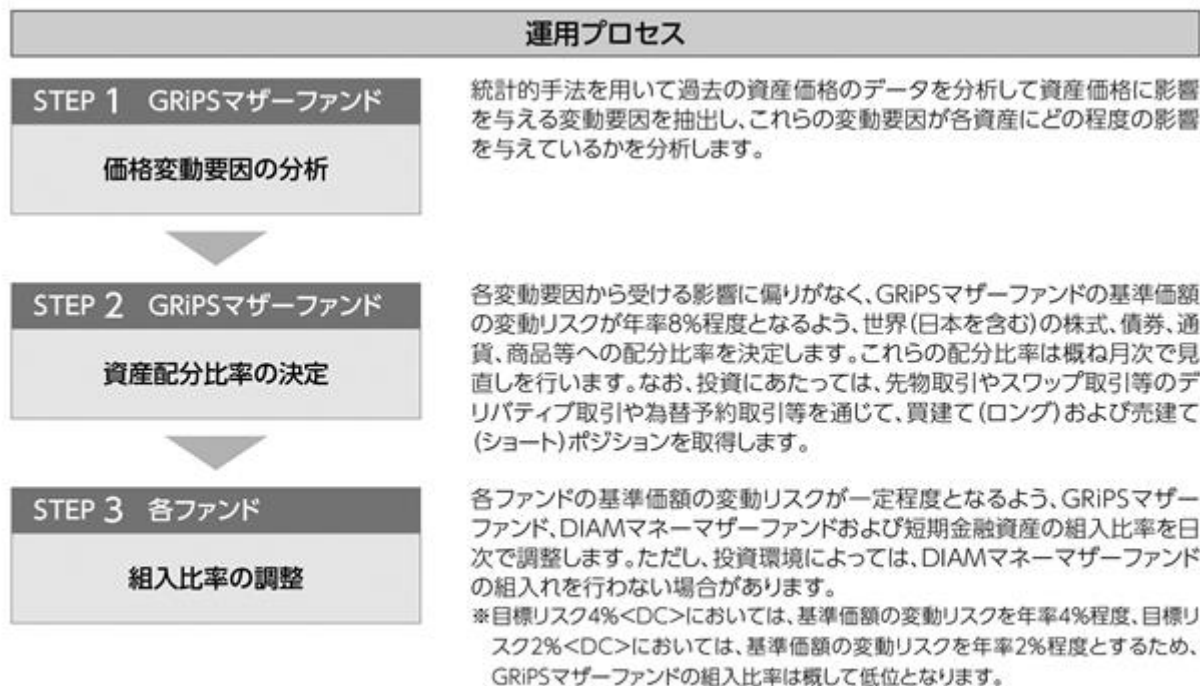 運用プロセス
STEP 1 GRiPSマザーファンド
価格変動要因の分析
統計的手法を用いて過去の資産価格のデータを分析して資産価格に影響
を与える変動要因を抽出し、これらの変動要因が各資産にどの程度の影響
を与えているかを分析します。
STEP 2 GRiPSマザーファンド
資産配分比率の決定
各変動要因から受ける影響に偏りがなく、GRiPSマザーファンドの基準価額
の変動リスクが年率8%程度となるよう、世界(日本を含む)の株式、債券、通
貨、商品等への配分比率を決定します。これらの配分比率は概ね月次で見
直しを行います。なお、投資にあたっては、先物取引やスワップ取引等のデ
リバティブ取引や為替予約取引等を通じて、買建て(ロング)および売建て
(ショート)ポジションを取得します。
STEP 3 各ファンド
組入比率の調整
各ファンドの基準価額の変動リスクが一定程度となるよう、GRiPSマザー
ファンド、DIAMマネーマザーファンドおよび短期金融資産の組入比率を日
次で調整します。ただし、投資環境によっては、DIAMマネーマザーファンド
の組入れを行わない場合があります。
※目標リスク4%<DC>においては、基準価額の変動リスクを年率4%程度、目標リ
スク2%<DC>においては、基準価額の変動リスクを年率2%程度とするため、
GRiPSマザーファンドの組入比率は概して低位となります。